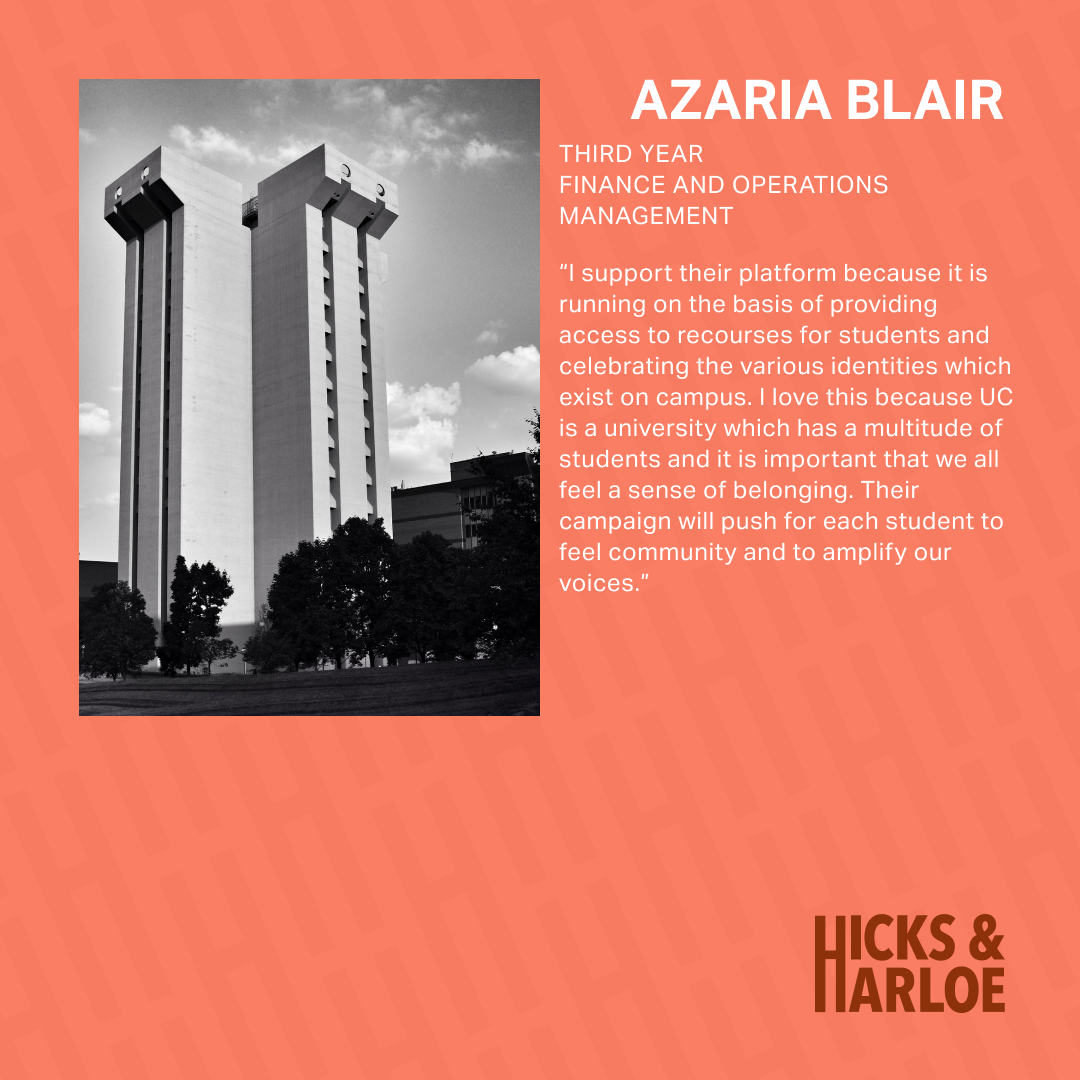 AZARIA BLAIR
THIRD YEAR
FINANCE AND OPERATIONS
MANAGEMENT
“I support their platform because it is
running on the basis of providing
access to recourses for students and
celebrating the various identities which
exist on campus. I love this because UC
is a university which has a multitude of
students and it is important that we all
feel a sense of belonging. Their
campaign will push for each student to
feel community and to amplify our
voices.”
HICKS &
HARLOE